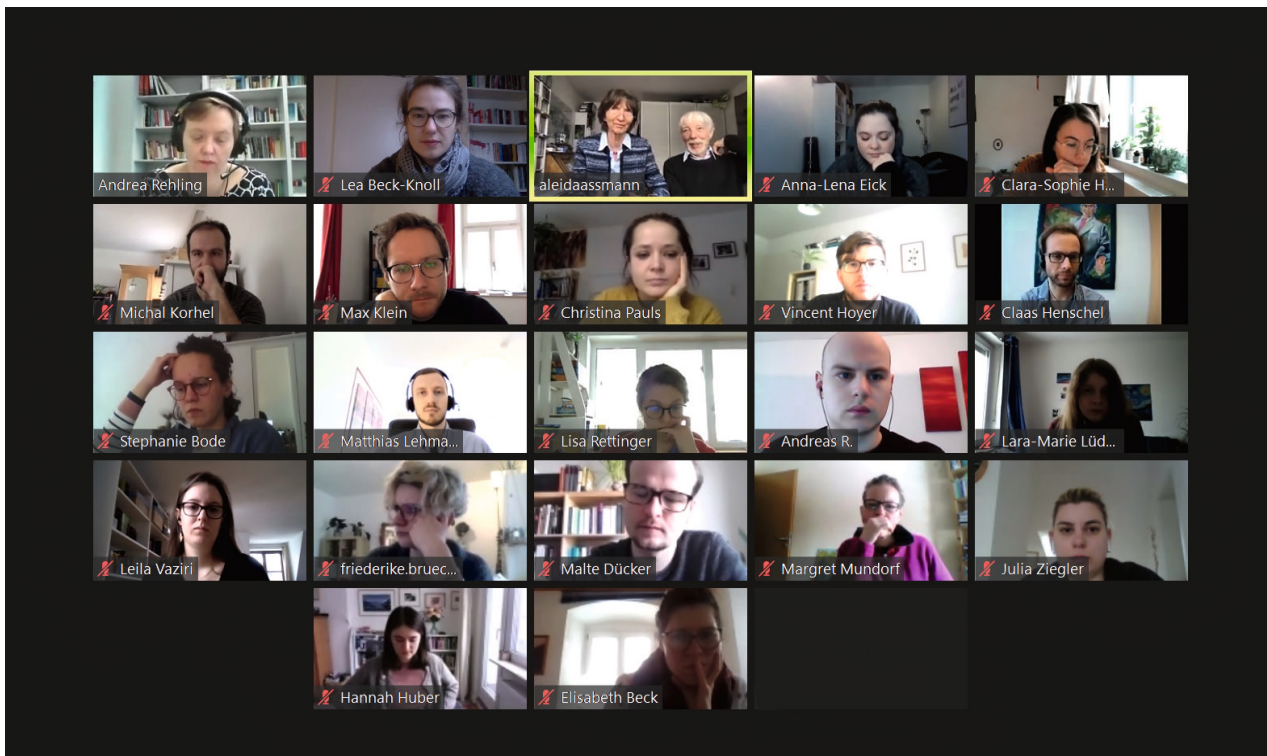 Andrea Rehling
Lea Beck-Knoll
aleidaassmann
Anna-Lena Eick
Clara-Sophie H...
Michal Korhel
Max Klein
Christina Pauls
Vincent Hoyer
Claas Henschel
Stephanie Bode
Matthias Lehma...
Lisa Rettinger
Andreas R.
Lara-Marie Lüd...
Leila Vaziri
friederike.bruec...
Malte Dücker
Margret Mundorf
Julia Ziegler
Hannah Huber
Elisabeth Beck